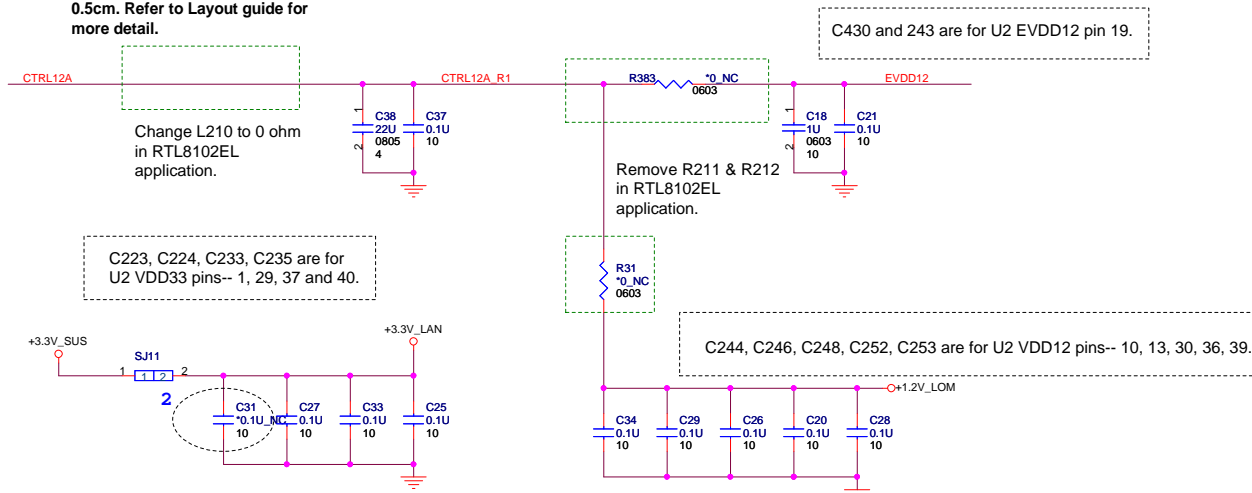 0.5cm. Refer to Layout guide for
more detail.
C430 and 243 are for U2 EVDD12 pin 19.
CTRL12A
CTRL12A_R1
R383
*0_NC
0603
EVDD12
Change L210 to 0 ohm
in RTL8102EL
application.
1
2
C38
22U
0805
4
C37
0.1U
10
1
2
C18
1U
0603
10
C21
0.1U
10
Remove R211 & R212
in RTL8102EL
application.
C223, C224, C233, C235 are for
U2 VDD33 pins-- 1, 29, 37 and 40.
R31
*0_NC
0603
C244, C246, C248, C252, C253 are for U2 VDD12 pins-- 10, 13, 30, 36, 39.
+3.3V_SUS
SJ11
1
1 2
2
2
+3.3V_LAN
C31
*0.1U_NC
10
C27
0.1U
10
C33
0.1U
10
C25
0.1U
10
+1.2V_LOM
C34
0.1U
10
C29
0.1U
10
C26
0.1U
10
C20
0.1U
10
C28
0.1U
10